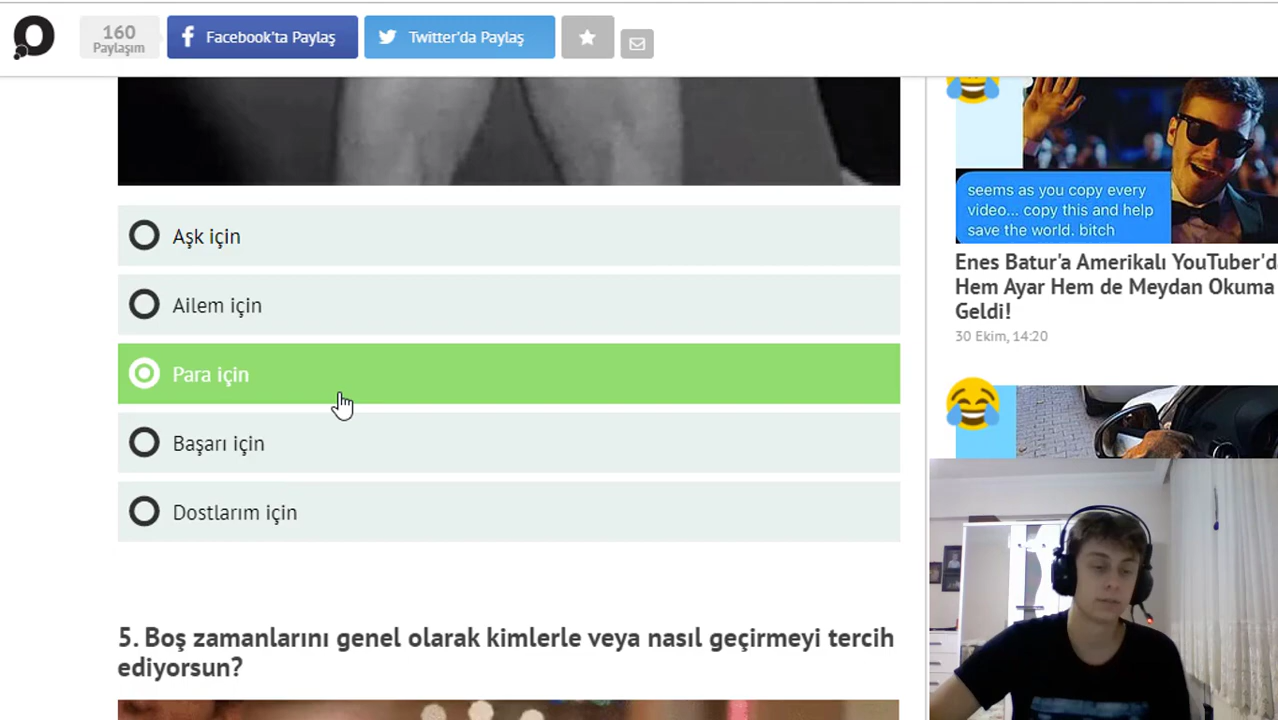 160
Paylaşım
Facebook'ta Paylaş
Twitter'da Paylaş
Aşk için
Ailem için
Para için
Başarı için
Dostlarım için
5. Boş zamanlarını genel olarak kimlerle veya nasıl geçirmeyi tercih
ediyorsun?
seems as you copy every
video... copy this and help
save the world. bitch
Enes Batur'a Amerikalı YouTuber'd
Hem Ayar Hem de Meydan Okuma
Geldi!
30 Ekim, 14:20